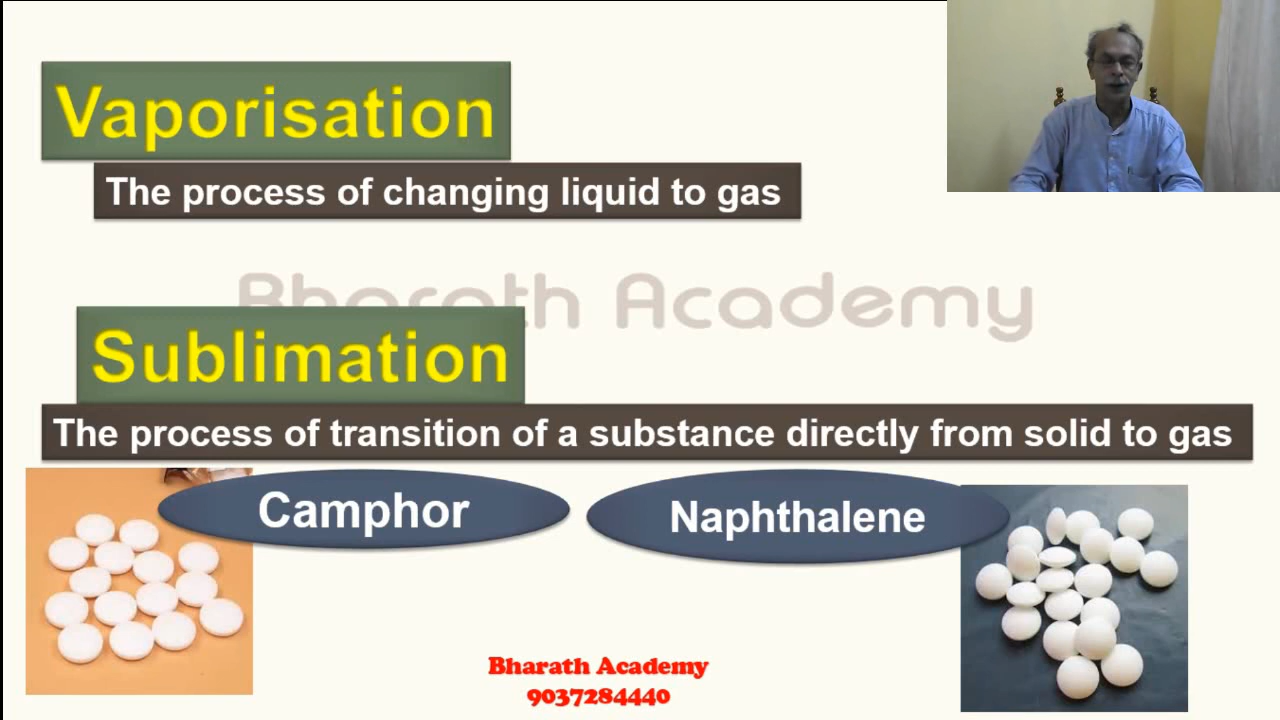 Vaporisation
The process of changing liquid to gas
Bharath Academy
Sublimation
The process of transition of a substance directly from solid to gas
Camphor
Naphthalene
Bharath Academy
9037284440